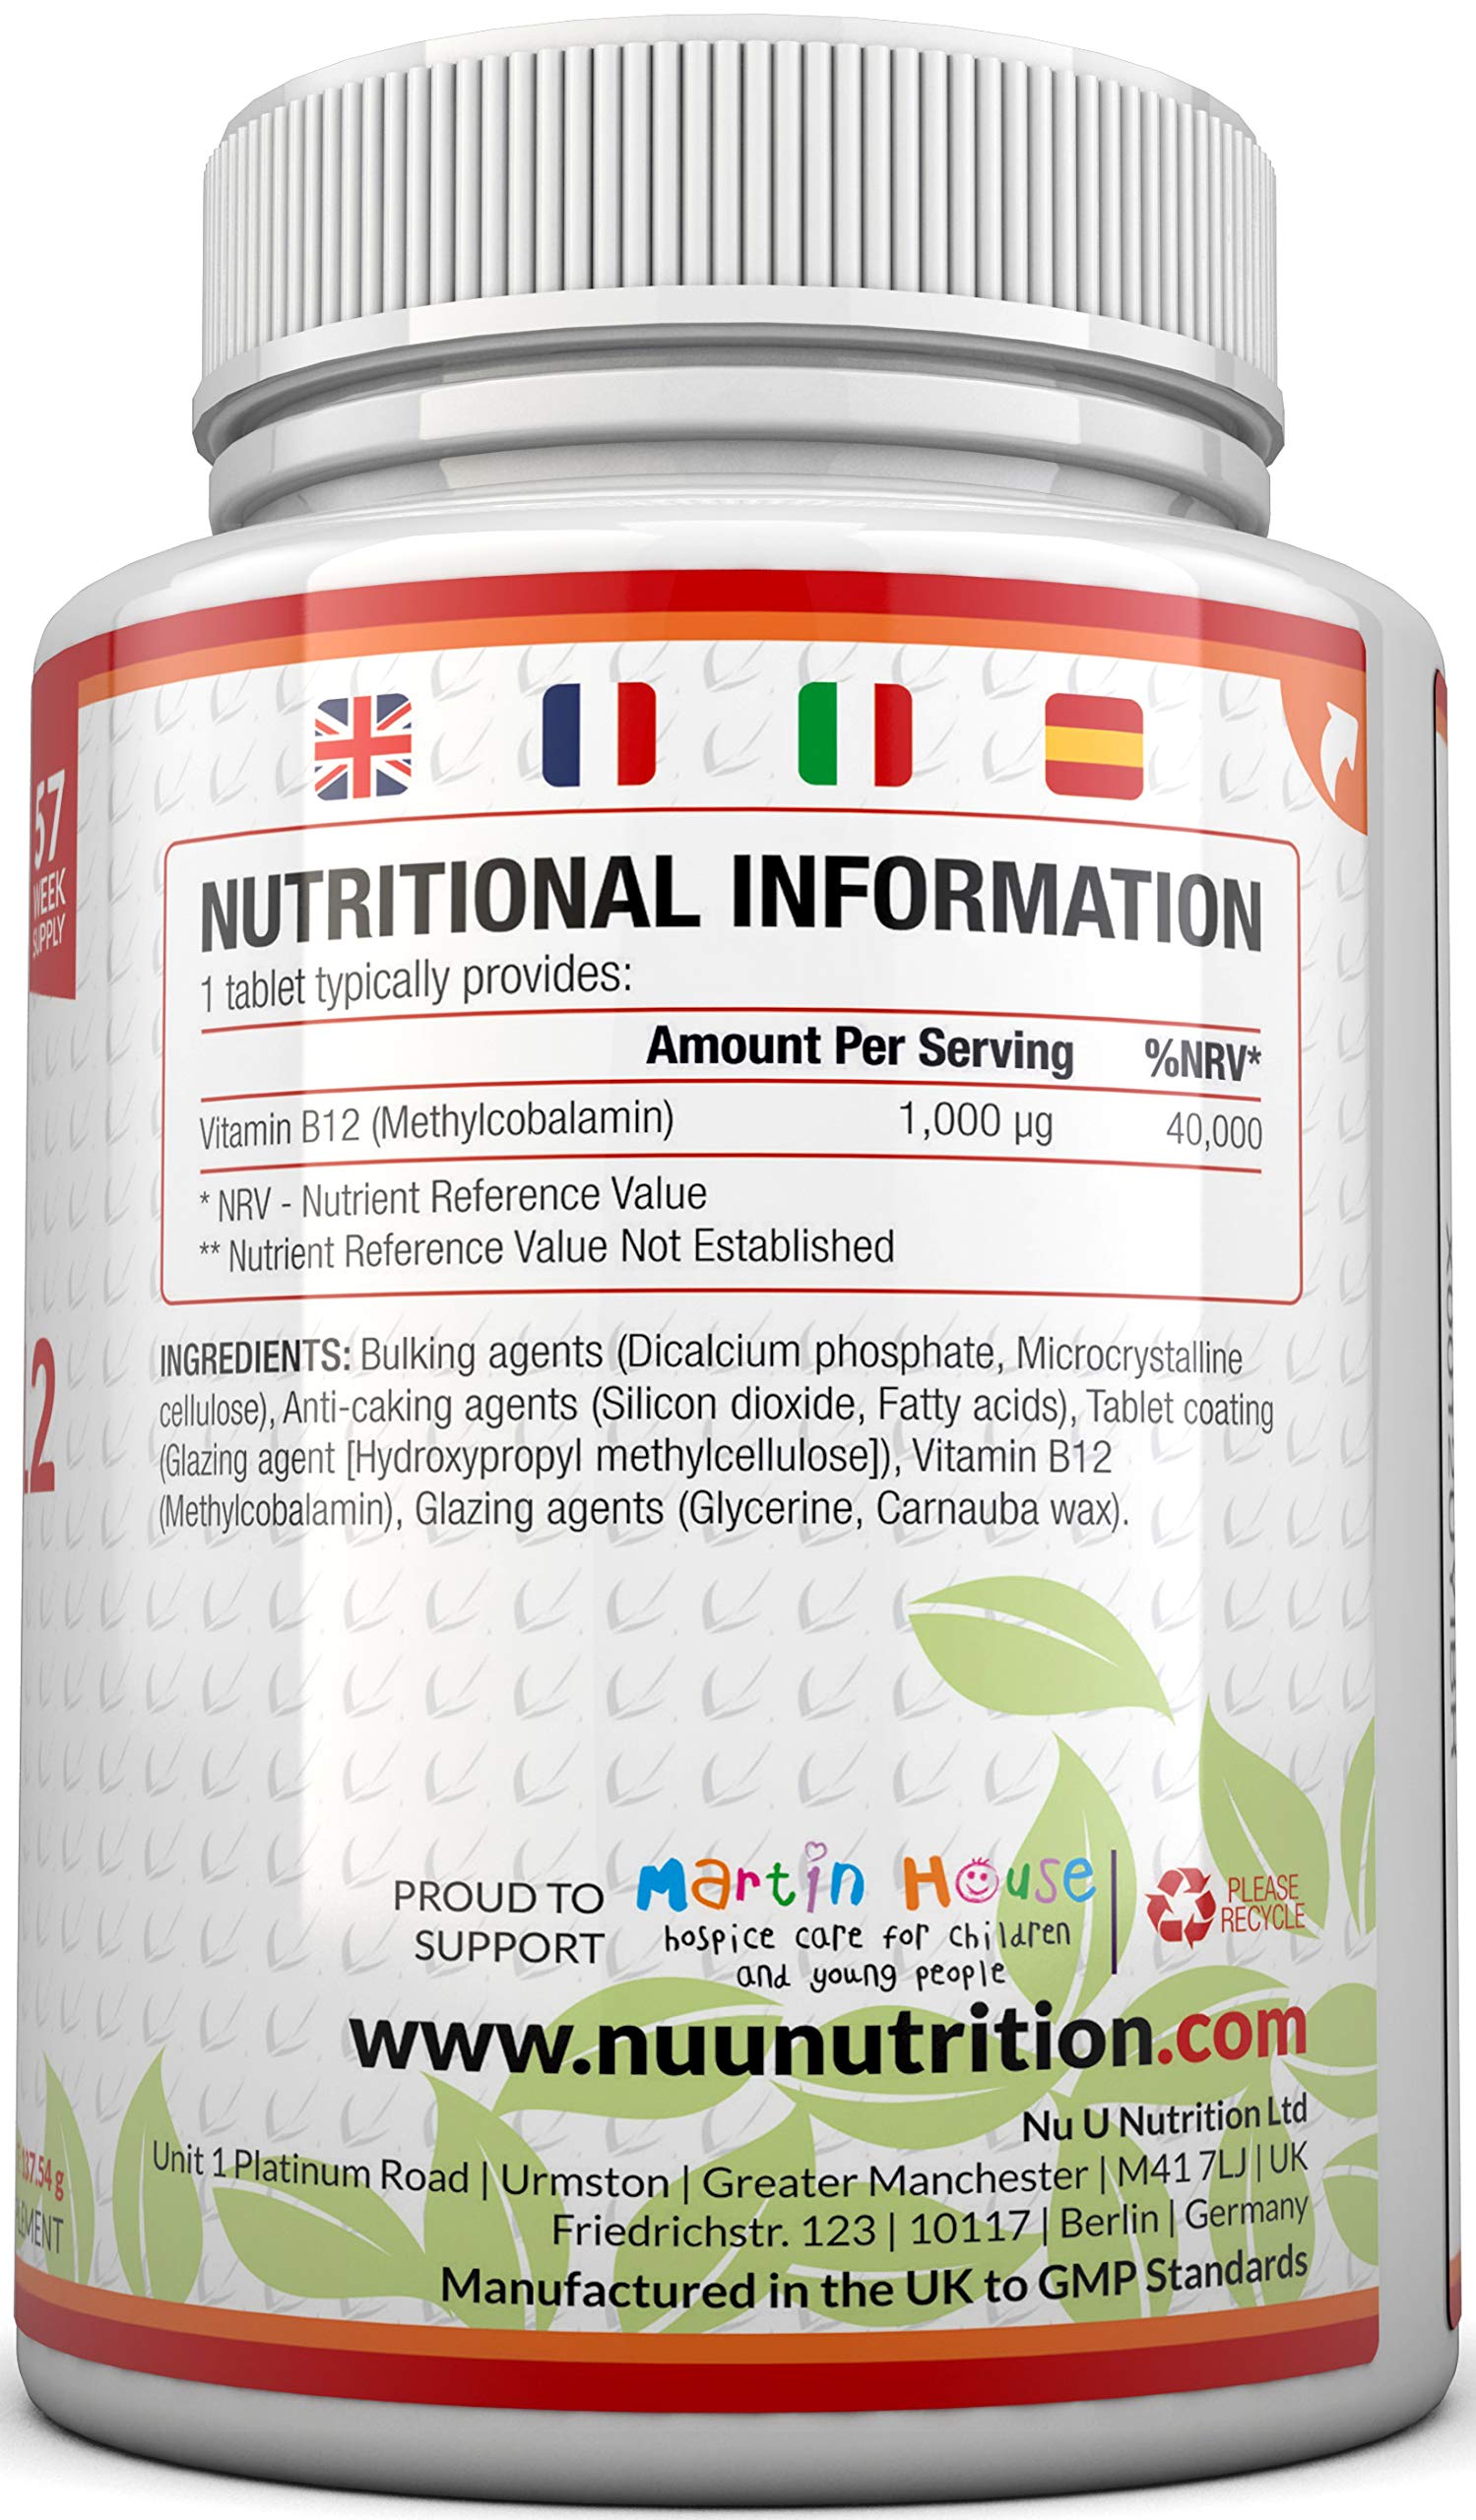 57
WEEK
SUPPLY
NUTRITIONAL INFORMATION
1 tablet typically provides:
Amount Per Serving %NRV*
Vitamin B12 (Methylcobalamin) 1,000 µg 40,000
* NRV - Nutrient Reference Value
** Nutrient Reference Value Not Established
INGREDIENTS: Bulking agents (Dicalcium phosphate, Microcrystalline
cellulose), Anti-caking agents (Silicon dioxide, Fatty acids), Tablet coating
(Glazing agent [Hydroxypropyl methylcellulose]), Vitamin B12
(Methylcobalamin), Glazing agents (Glycerine, Carnauba wax).
PROUD TO
SUPPORT
Martin House
hospice care for children
and young people
PLEASE
RECYCLE
www.nuunutrition.com
Nu U Nutrition Ltd
Unit 1 Platinum Road | Urmston | Greater Manchester | M41 7LJ | UK
Friedrichstr. 123 | 10117 | Berlin | Germany
Manufactured in the UK to GMP Standards
137.54 g